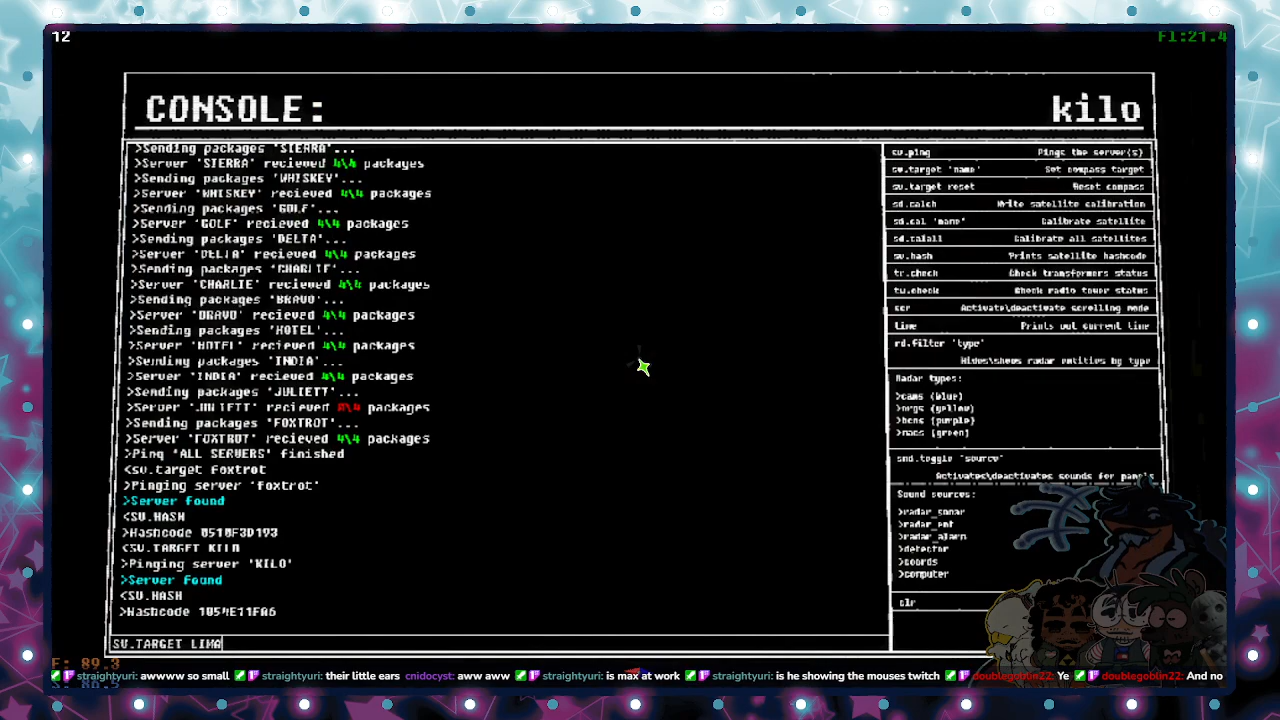 12
F1:21.4
CONSOLE:
kilo
>Sending packages 'SIERRA'...
>Server 'SIERRA' recieved 4\4 packages
>Sending packages 'WHISKEY'...
>Server 'WHISKEY' recieved 4\4 packages
>Sending packages 'GOLF'...
>Server 'GOLF' recieved 4\4 packages
>Sending packages 'DELTA'...
>Server 'DELTA' recieved 4\4 packages
>Sending packages 'CHARLIE'...
>Server 'CHARLIE' recieved 4\4 packages
>Sending packages 'BRAVO'...
>Server 'BRAVO' recieved 4\4 packages
>Sending packages 'HOTEL'...
>Server 'HOTEL' recieved 4\4 packages
>Sending packages 'INDIA'...
>Server 'INDIA' recieved 4\4 packages
>Sending packages 'JULIETT'...
>Server 'JULIETT' recieved 0\4 packages
>Sending packages 'FOXTROT'...
>Server 'FOXTROT' recieved 4\4 packages
>Ping "ALL SERVERS" finished
<sv.target foxtrot
>Pinging server 'foxtrot'
>Server found
<SV.HASH
>Hashcode 0518F3D193
<SV.TARGET KILO
>Pinging server 'KILO'
>Server found
<SV.HASH
>Hashcode 1054E11FA6
SV.TARGET LIMA
sv.ping Pings the server(s)
sv.target 'name' Set compass target
sv.target reset Reset compass
sd.calch Write satellite calibration
sd.cal 'name' Calibrate satellite
sd.calall Calibrate all satellites
sv.hash Prints satellite hashcode
tr.check Check transformers status
tw.check Check radio tower status
scr Activate\deactivate scrolling mode
time Prints out current time
rd.filter 'type'
Hides\shows radar entities by type
Radar types:
>cams (blue)
>nrgs (yellow)
>bcns (purple)
>nacs (green)
snd.toggle "source"
Activates\deactivates sounds for panels
Sound sources:
>radar_sonar
>radar_ent
>radar_alarm
>detector
>coords
>computer
clr
F: 89.3
straightyuri: awwww so small straightyuri: their little ears cnidocyst: aww aww straightyuri: is max at work straightyuri: is he showing the mouses twitch doublegoblin22: Ye doublegoblin22: And no